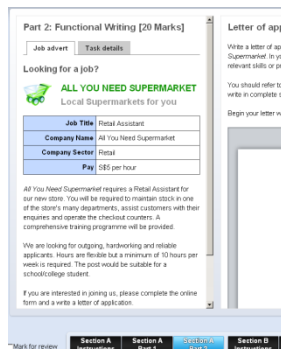 Part 2: Functional Writing [20 Marks]
Job advert Task details
Looking for a job?
ALL YOU NEED SUPERMARKET
Local Supermarkets for you
Job Title Retail Assistant
Company Name All You Need Supermarket
Company Sector Retail
Pay S$5 per hour
All You Need Supermarket requires a Retail Assistant for
our new store. You will be required to maintain stock in one
of the store's many departments, assist customers with their
enquiries and operate the checkout counters. A
comprehensive training programme will be provided.
We are looking for outgoing, hardworking and reliable
applicants. Hours are flexible but a minimum of 10 hours per
week is required. The post would be suitable for a
school/college student.
If you are interested in joining us, please complete the online
form and a write a letter of application.
Letter of
Write a letter of
Supermarket. In
relevant skills or
You should refer to
write in complete
Begin your letter
Mark for review
Section A
Instructions
Section A
Part 1
Section A
Part 2
Section B
Instructions